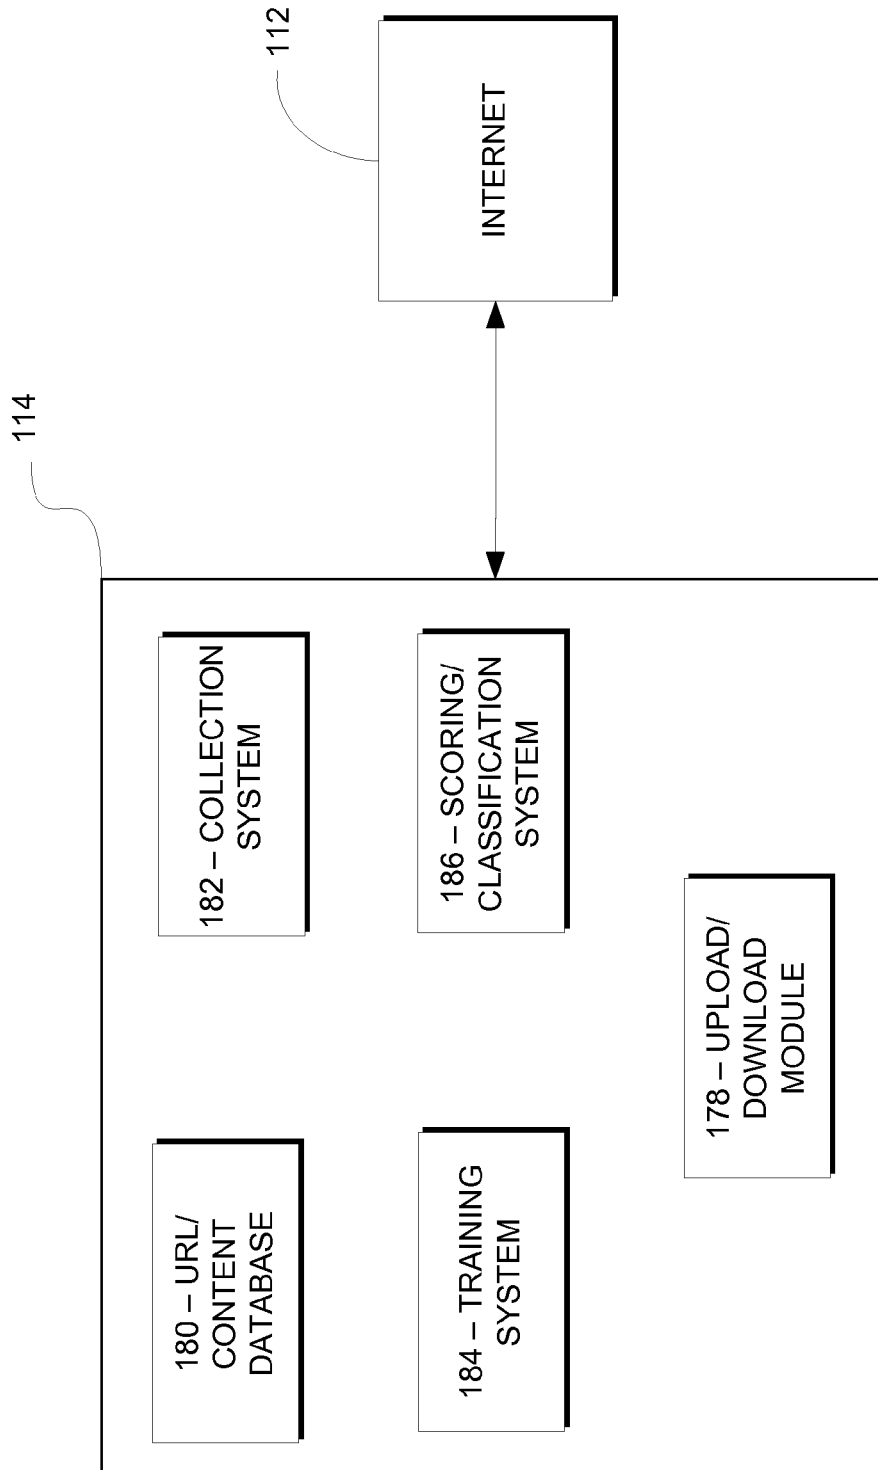 114
112
180 – URL/
CONTENT
DATABASE
182 – COLLECTION
SYSTEM
184 – TRAINING
SYSTEM
186 – SCORING/
CLASSIFICATION
SYSTEM
178 – UPLOAD/
DOWNLOAD
MODULE
INTERNET